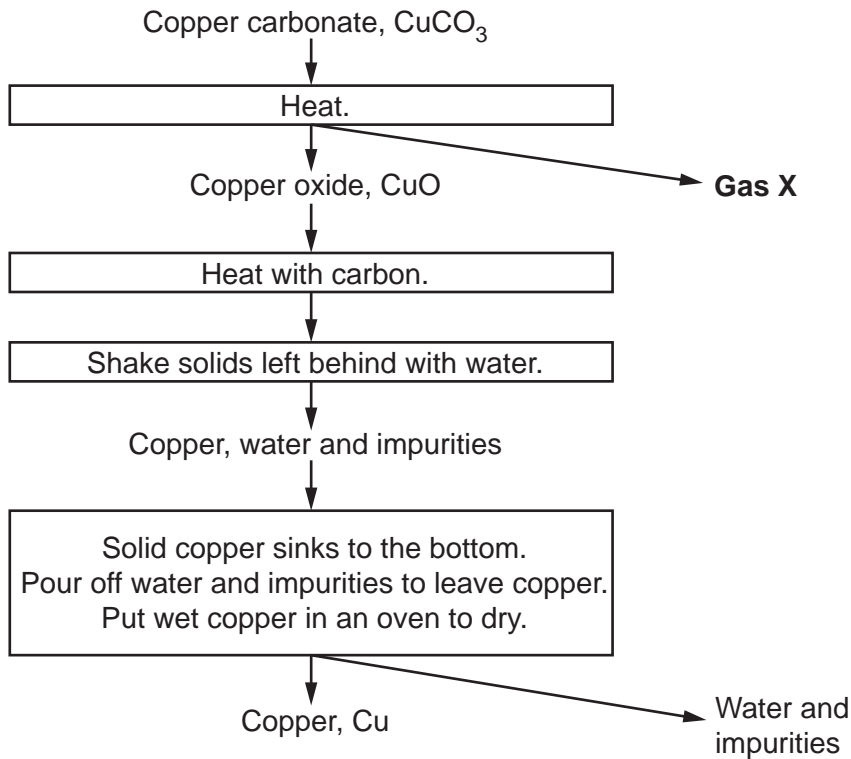 Copper carbonate, CuCO₃
Heat.
Copper oxide, CuO
Gas X
Heat with carbon.
Shake solids left behind with water.
Copper, water and impurities
Solid copper sinks to the bottom.
Pour off water and impurities to leave copper.
Put wet copper in an oven to dry.
Copper, Cu
Water and
impurities